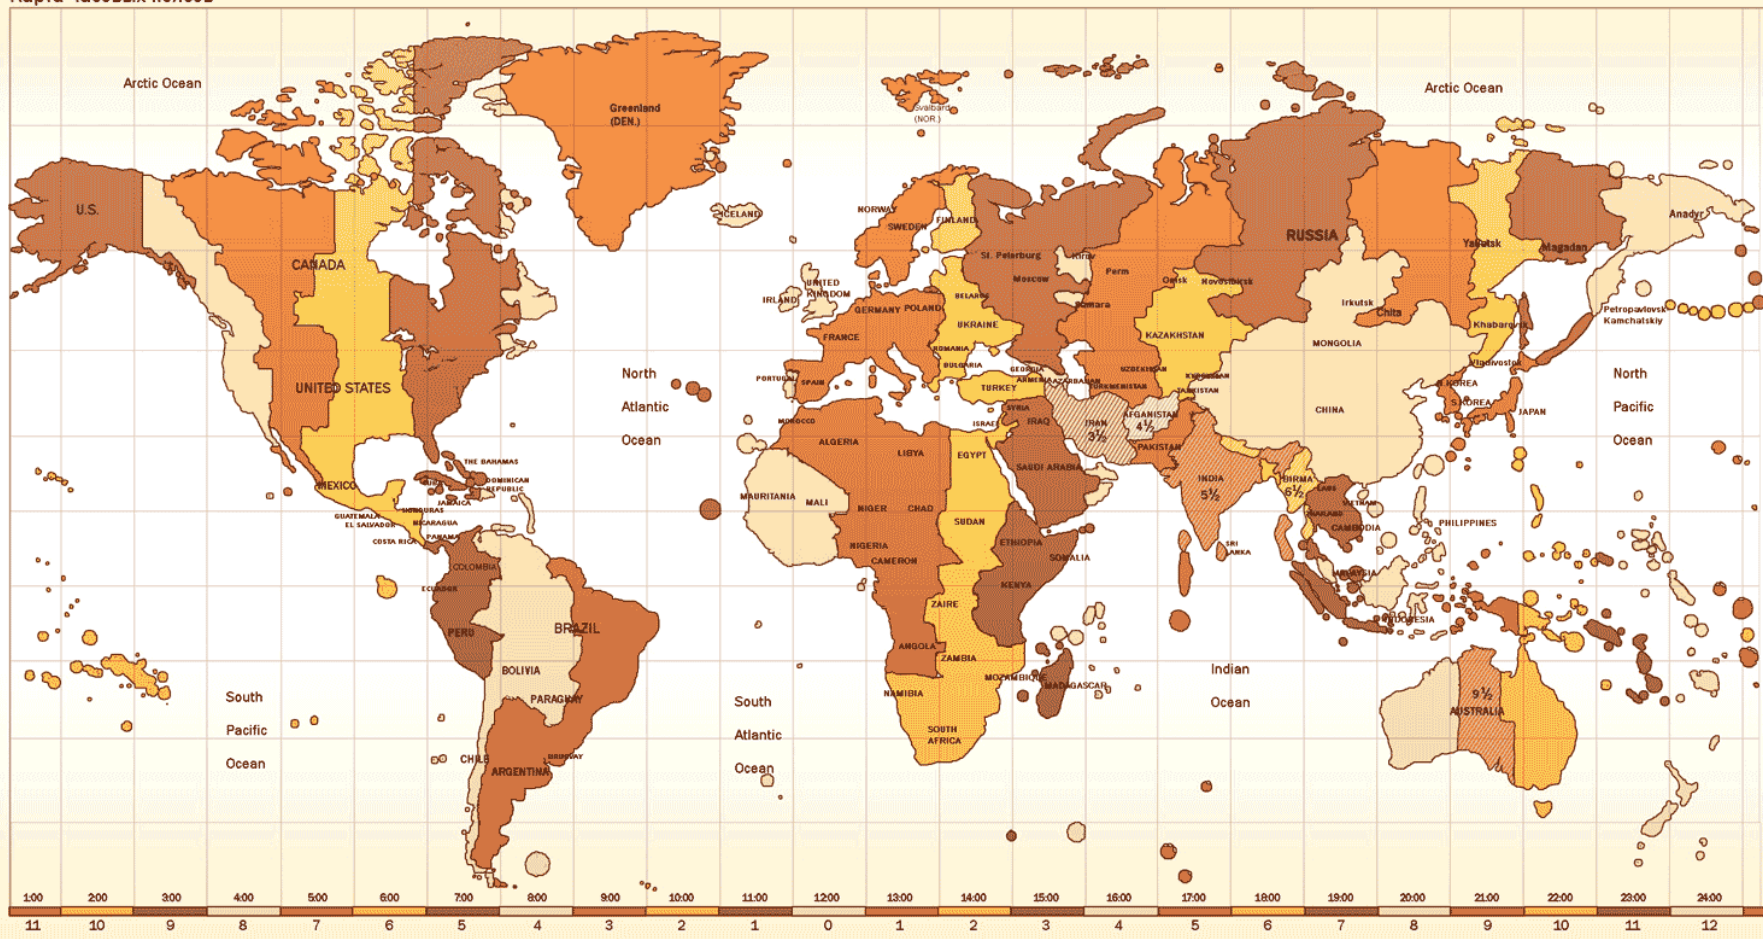 Arctic Ocean
Arctic Ocean
Greenland
(DEN.)
Svalbard
(NOR.)
U.S.
ICELAND
NORWAY
SWEDEN
FINLAND
RUSSIA
Anadyr
Yakutsk
Magadan
CANADA
St. Peterburg
Kirov
Perm
Moscow
Omsk
Novosibirsk
UNITED
KINGDOM
IRLAND
GERMANY
POLAND
BELARUS
Samara
Irkutsk
Chita
Petropavlovsk
Kamchatskiy
FRANCE
UKRAINE
KAZAKHSTAN
MONGOLIA
Khabarovsk
ROMANIA
BULGARIA
GEORGIA
Vladivostok
PORTUGAL
SPAIN
TURKEY
ARMENIA
AZARBAHAN
UZBEKISTAN
TURKMENISTAN
KYRGYSTAN
TAJIKISTAN
N.KOREA
S.KOREA
JAPAN
CHINA
UNITED STATES
North
Atlantic
Ocean
North
Pacific
Ocean
MOROCCO
ALGERIA
LIBYA
EGYPT
ISRAEL
SYRIA
IRAQ
IRAN
3½
AFGANISTAN
4½
PAKISTAN
SAUDI ARABIA
INDIA
5½
BIRMA
6½
LAOS
VIETNAM
THAILAND
CAMBODIA
PHILIPPINES
MEXICO
THE BAHAMAS
CUBA
DOMINICAN
REPUBLIC
JAMAICA
HONDURAS
GUATEMALA
EL SALVADOR
NICARAGUA
COSTA RICA
PANAMA
MAURITANIA
MALI
NIGER
CHAD
SUDAN
NIGERIA
CAMERON
ETHIOPIA
SOMALIA
SRI
LANKA
MALAYSIA
INDONESIA
COLOMBIA
ECUADOR
PERU
BRAZIL
BOLIVIA
PARAGUAY
KENYA
ZAIRE
ANGOLA
ZAMBIA
NAMIBIA
MOZAMBIQUE
MADAGASCAR
SOUTH
AFRICA
Indian
Ocean
9½
AUSTRALIA
South
Pacific
Ocean
South
Atlantic
Ocean
CHILE
ARGENTINA
URUGUAY
1:00 2:00 3:00 4:00 5:00 6:00 7:00 8:00 9:00 10:00 11:00 12:00 13:00 14:00 15:00 16:00 17:00 18:00 19:00 20:00 21:00 22:00 23:00 24:00
11 10 9 8 7 6 5 4 3 2 1 0 1 2 3 4 5 6 7 8 9 10 11 12